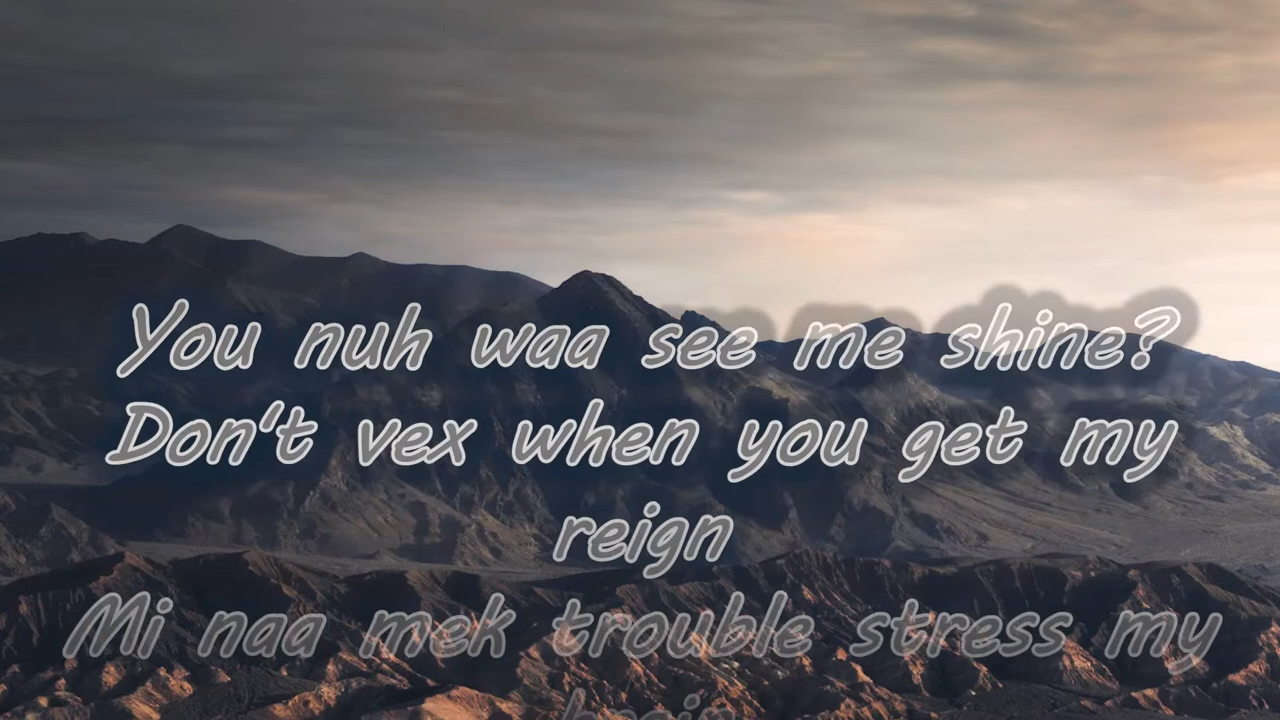 You nuh waa see me shine?
Don't vex when you get my
reign
Mi naa mek trouble stress my
brain